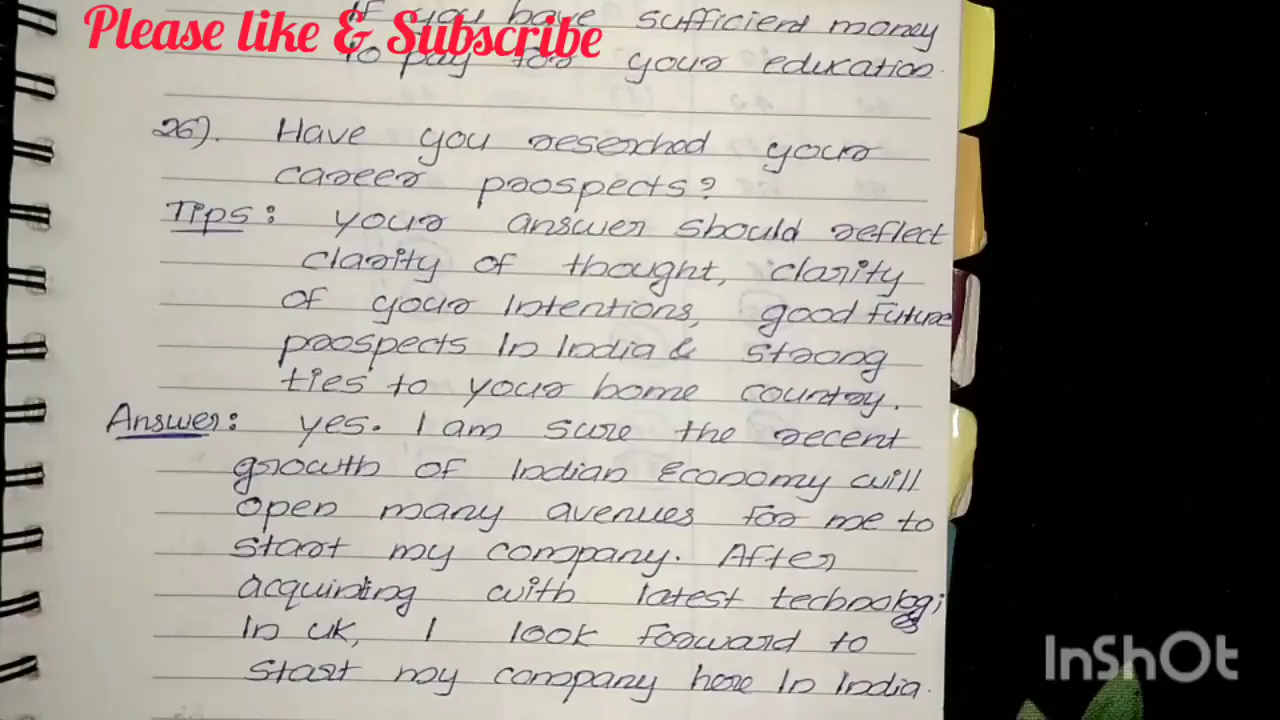 If you have sufficient money
Please like & Subscribe
to pay for your education.
26). Have you reserched your
career prospects?
Tips: your answer should reflect
clarity of thought, clarity
of your Intentions, good future
prospects In India & strong
ties to your home country.
Answer: yes. I am sure the recent
growth of Indian Economy will
open many avenues for me to
start my company. After
acquinting with latest technologi
In UK, I look forward to
start my company here In India.
InShOt